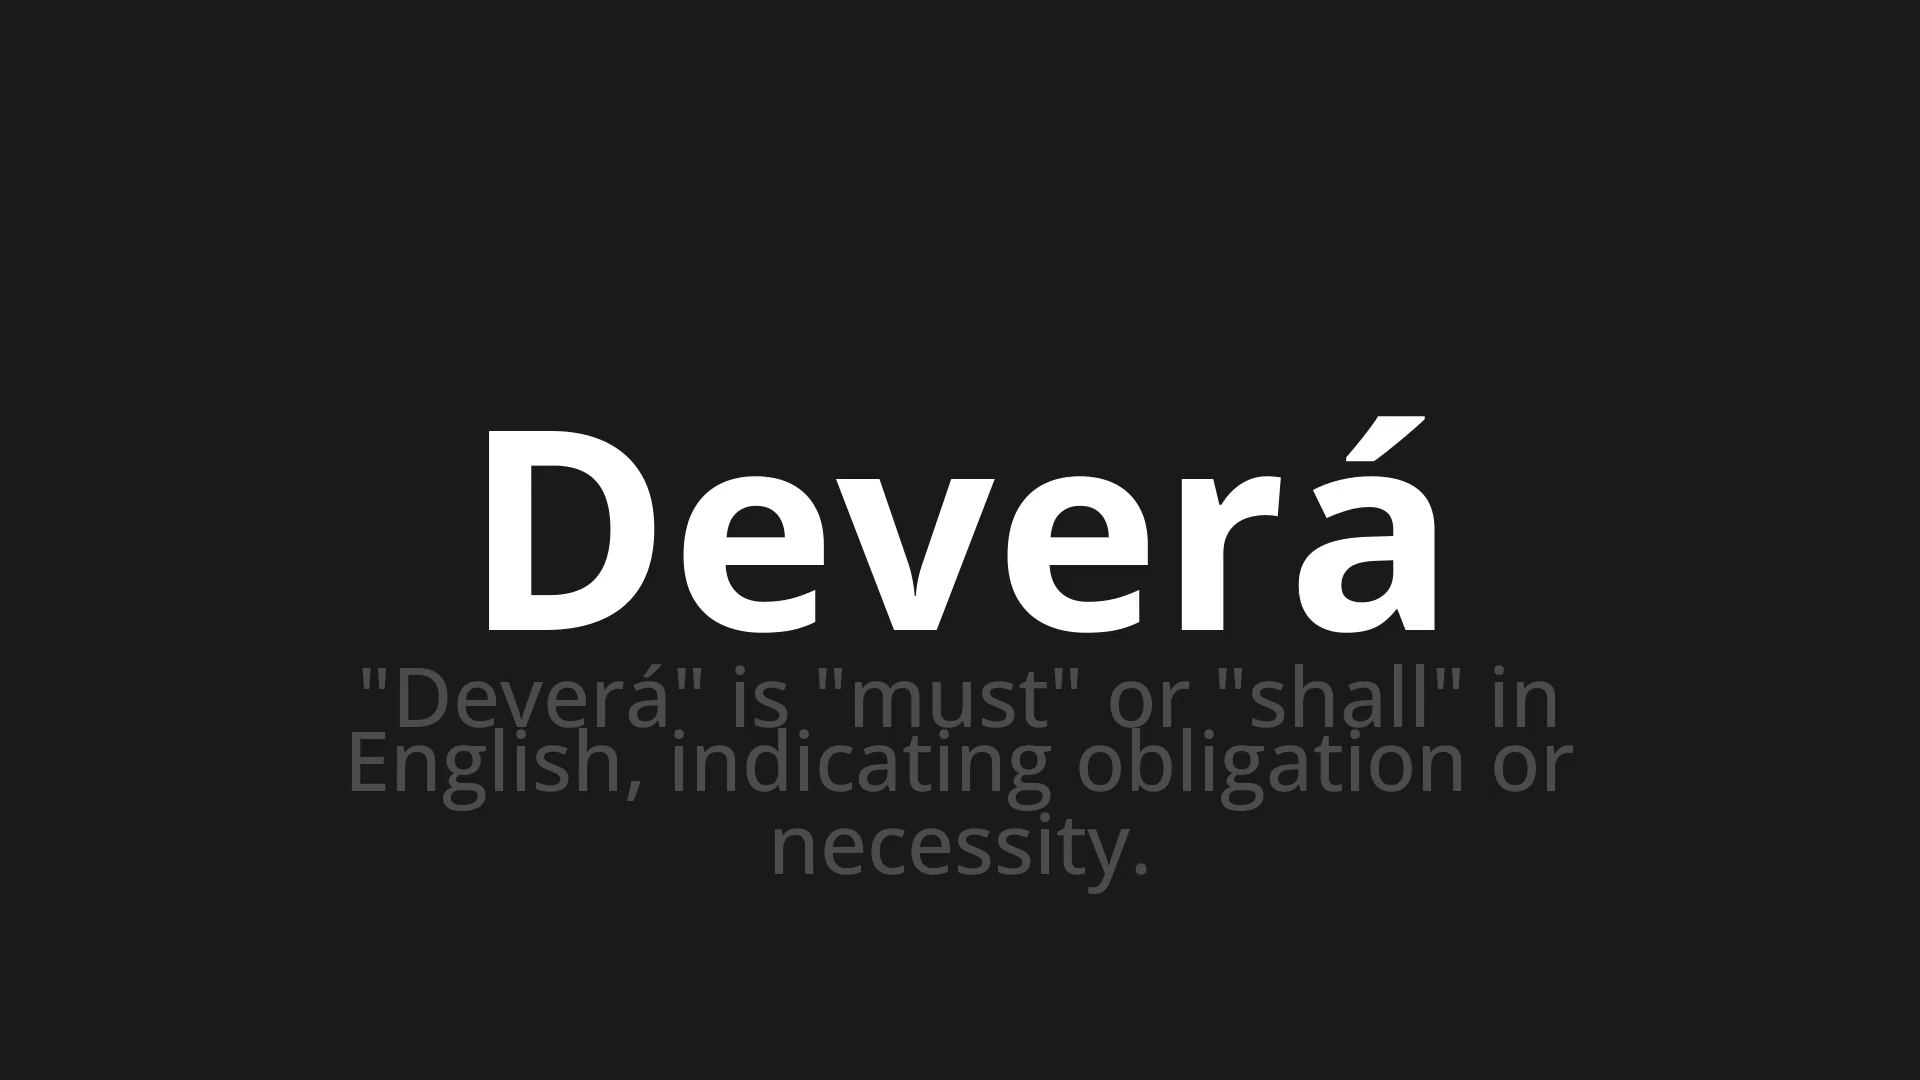 Deverá
"Deverá" is "must" or "shall" in
English, indicating obligation or
necessity.